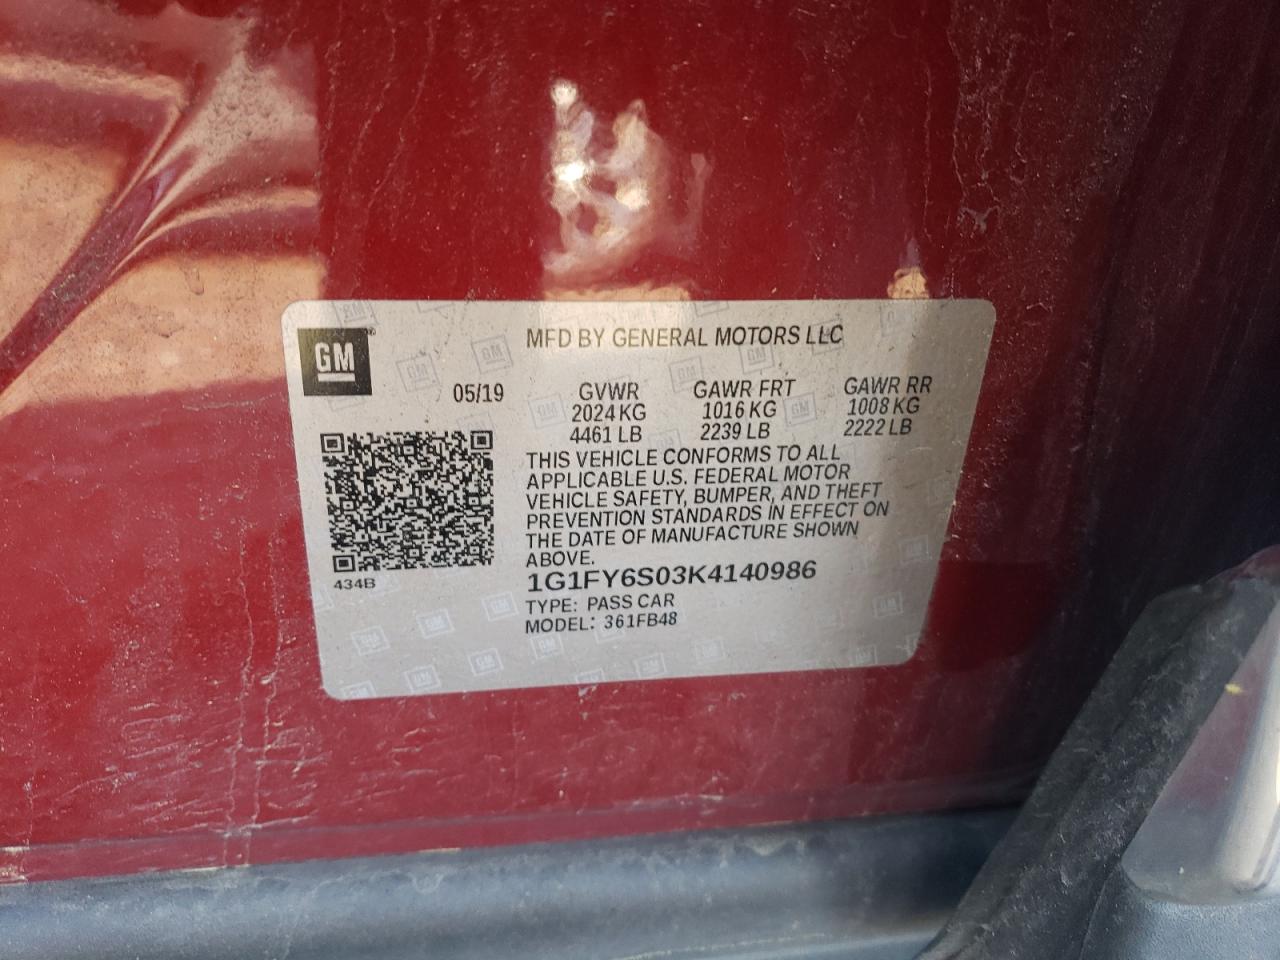 GM
MFD BY GENERAL MOTORS LLC
05/19
GVWR GAWR FRT GAWR RR
2024 KG 1016 KG 1008 KG
4461 LB 2239 LB 2222 LB
THIS VEHICLE CONFORMS TO ALL
APPLICABLE U.S. FEDERAL MOTOR
VEHICLE SAFETY, BUMPER, AND THEFT
PREVENTION STANDARDS IN EFFECT ON
THE DATE OF MANUFACTURE SHOWN
ABOVE.
434B
1G1FY6S03K4140986
TYPE: PASS CAR
MODEL: 361FB48